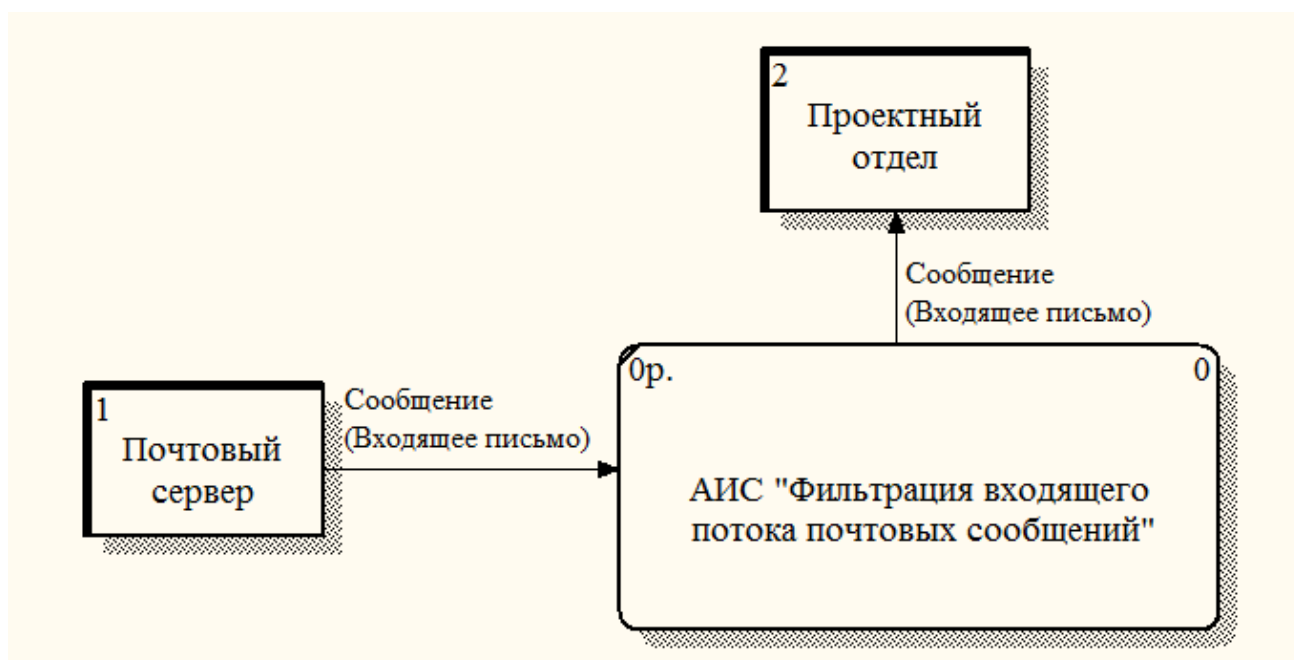 2
Проектный
отдел
Сообщение
(Входящее письмо)
0р.
0
1
Почтовый
сервер
Сообщение
(Входящее письмо)
АИС "Фильтрация входящего
потока почтовых сообщений"